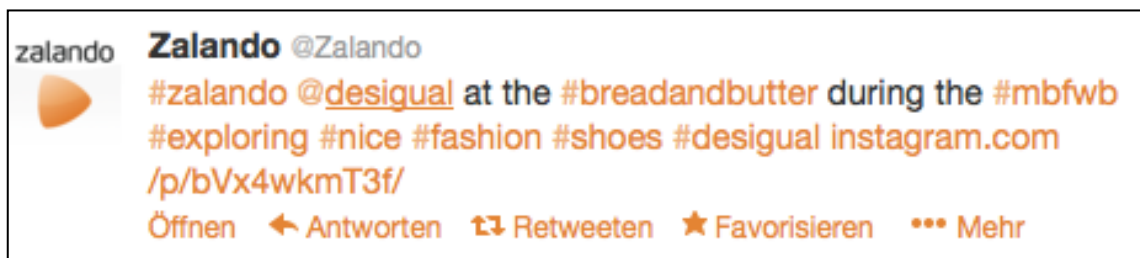 zalando
Zalando @Zalando
#zalando @desigual at the #breadandbutter during the #mbfwb
#exploring #nice #fashion #shoes #desigual instagram.com
/p/bVx4wkmT3f/
Öffnen Antworten Retweeten Favorisieren Mehr